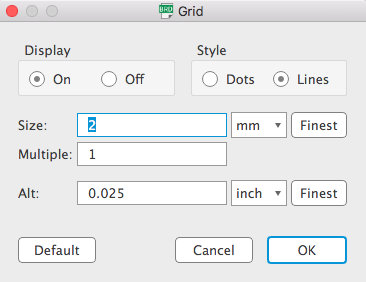 BRD Grid
Display Style
On Off Dots Lines
Size: 2 mm Finest
Multiple: 1
Alt: 0.025 inch Finest
Default Cancel OK